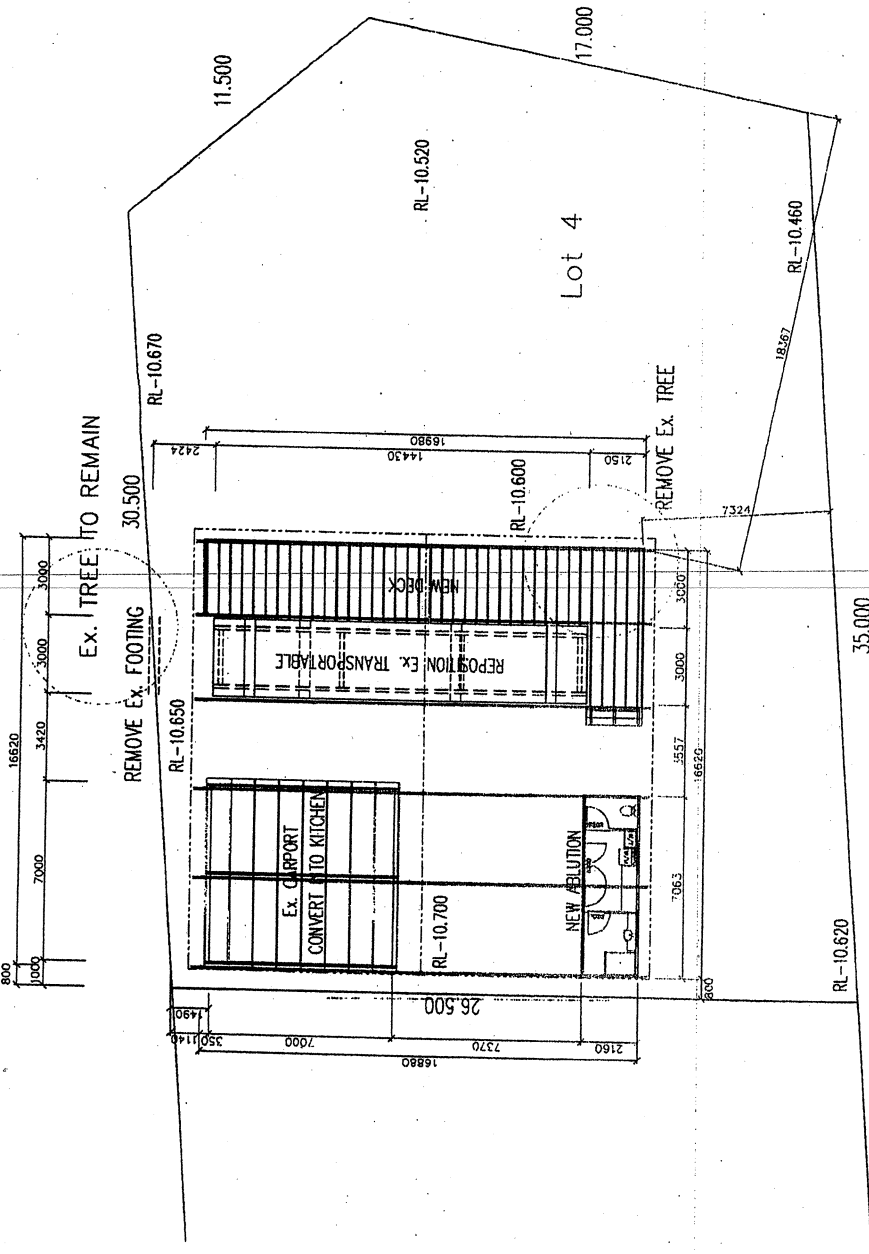 17.000
11.500
RL-10.520
Lot 4
RL-10.460
18367
RL-10.670
Ex. TREE TO REMAIN
30.500
REMOVE Ex. FOOTING
RL-10.650
16620
3000
3000
3420
7000
1000
800
2424
16980
14430
2150
RL-10.600
REMOVE Ex. TREE
7324
NEW DECK
REPOSITION Ex. TRANSPORTABLE
3000
3000
3557
16620
7063
800
Ex. CARPORT
CONVERT INTO KITCHEN
RL-10.700
NEW ABLUTION
35.000
RL-10.620
26.500
1490
1140
350
7000
7370
2160
16880